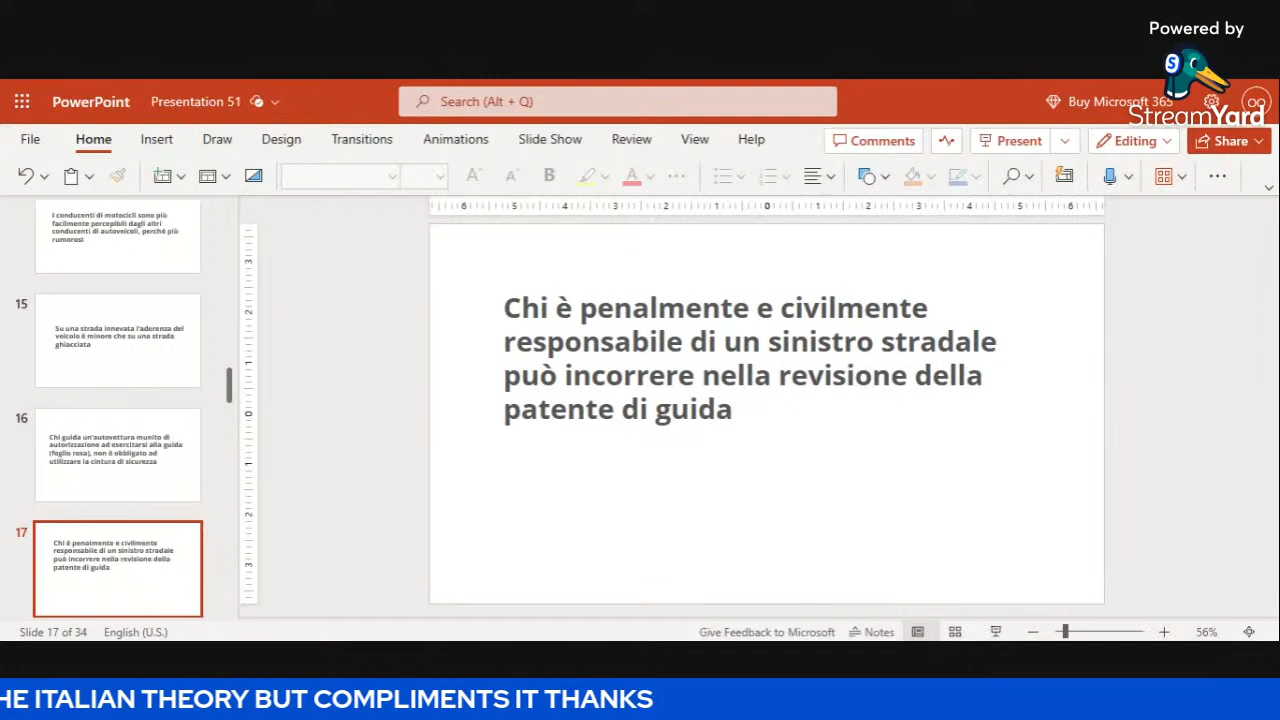 Powered by
StreamYard
PowerPoint Presentation 51 Search (Alt + Q) Buy Microsoft 365 OO
File Home Insert Draw Design Transitions Animations Slide Show Review View Help Comments Present Editing Share
I conducenti di motocicli sono più
facilmente percepibili dagli altri
conducenti di autoveicoli, perché più
rumorosi
15
Su una strada innevata l'aderenza del
veicolo è minore che su una strada
ghiacciata
16
Chi guida un'autovettura munito di
autorizzazione ad esercitarsi alla guida
(foglio rosa), non è obbligato ad
utilizzare la cintura di sicurezza
17
Chi è penalmente e civilmente
responsabile di un sinistro stradale
può incorrere nella revisione della
patente di guida
Chi è penalmente e civilmente
responsabile di un sinistro stradale
può incorrere nella revisione della
patente di guida
Slide 17 of 34 English (U.S.) Give Feedback to Microsoft Notes 56%
HE ITALIAN THEORY BUT COMPLIMENTS IT THANKS